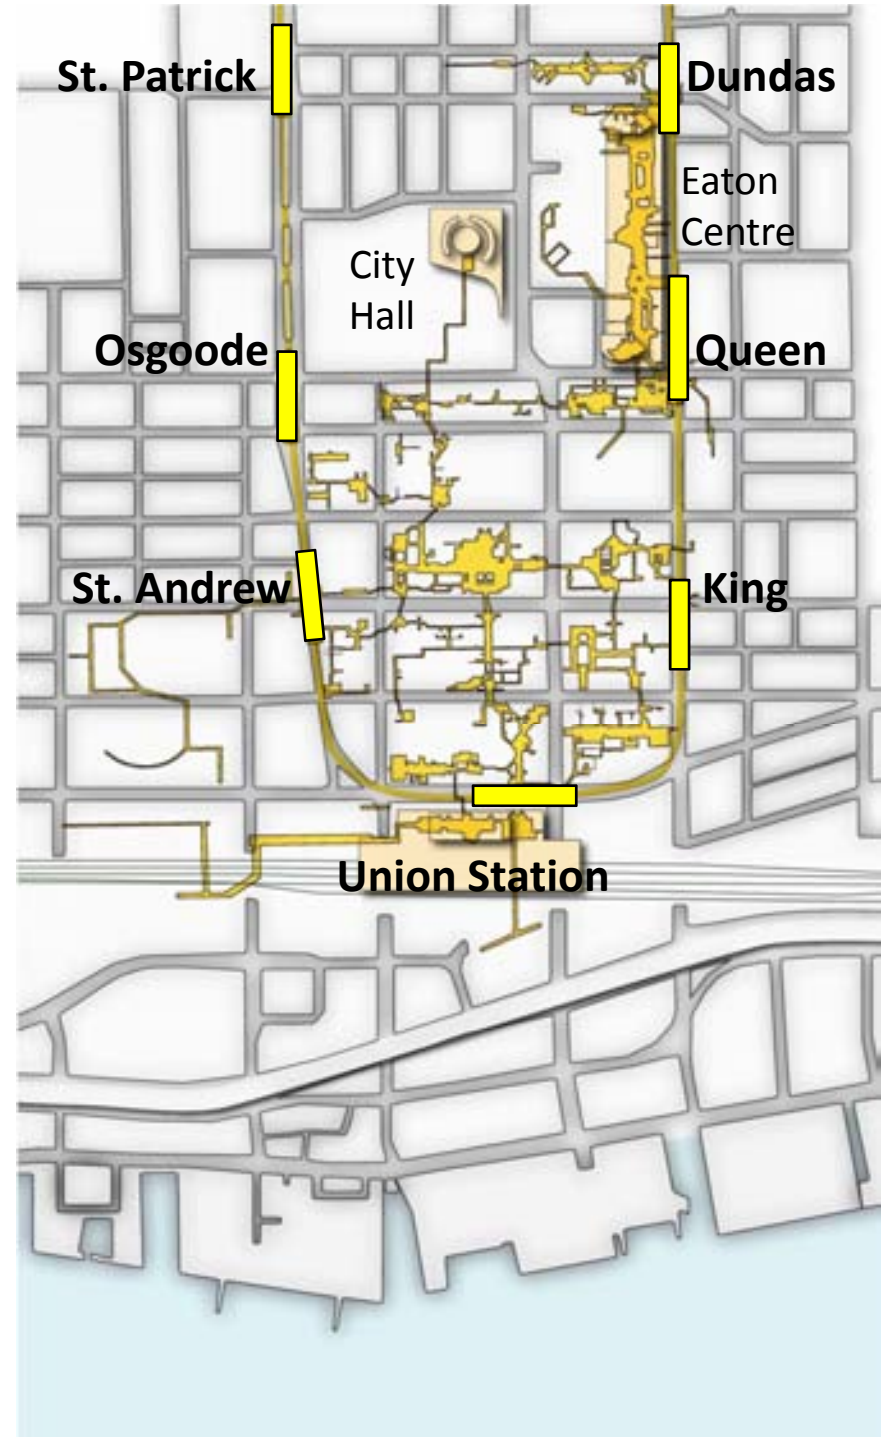 St. Patrick
Dundas
Eaton
Centre
City
Hall
Osgoode
Queen
St. Andrew
King
Union Station